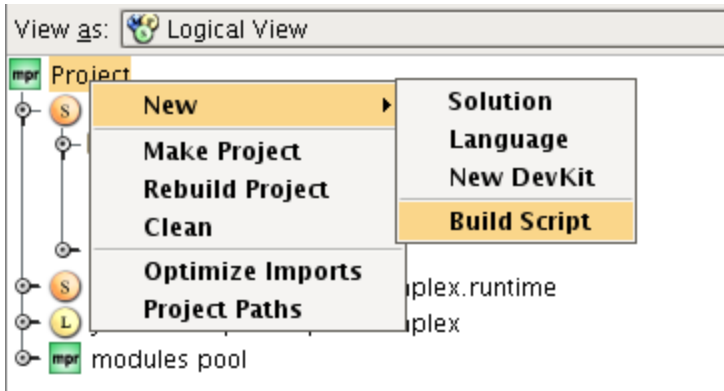 View as: Logical View
mpr Project
S
New
Solution
Language
New DevKit
Build Script
Make Project
Rebuild Project
Clean
Optimize Imports
Project Paths
S plex.runtime
L plex
mpr modules pool